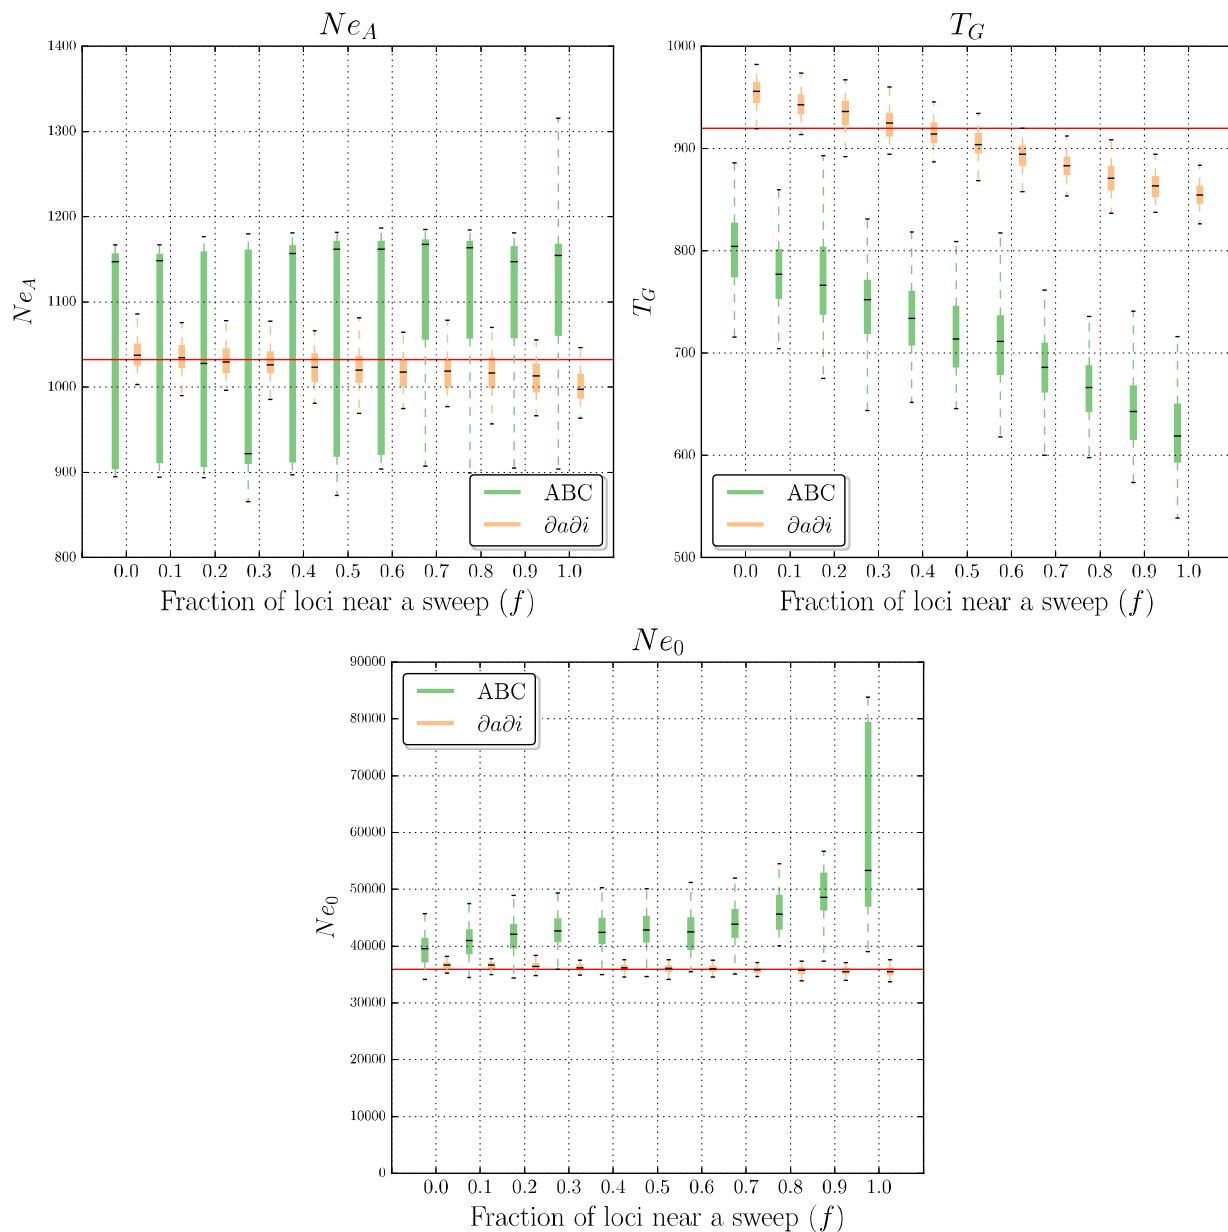 Ne_A
1400
1300
1200
1100
1000
900
800
Ne_A
ABC
∂a∂i
0.0 0.1 0.2 0.3 0.4 0.5 0.6 0.7 0.8 0.9 1.0
Fraction of loci near a sweep (f)
T_G
1000
900
800
700
600
500
T_G
ABC
∂a∂i
0.0 0.1 0.2 0.3 0.4 0.5 0.6 0.7 0.8 0.9 1.0
Fraction of loci near a sweep (f)
Ne_0
90000
80000
70000
60000
50000
40000
30000
20000
10000
0
Ne_0
ABC
∂a∂i
0.0 0.1 0.2 0.3 0.4 0.5 0.6 0.7 0.8 0.9 1.0
Fraction of loci near a sweep (f)